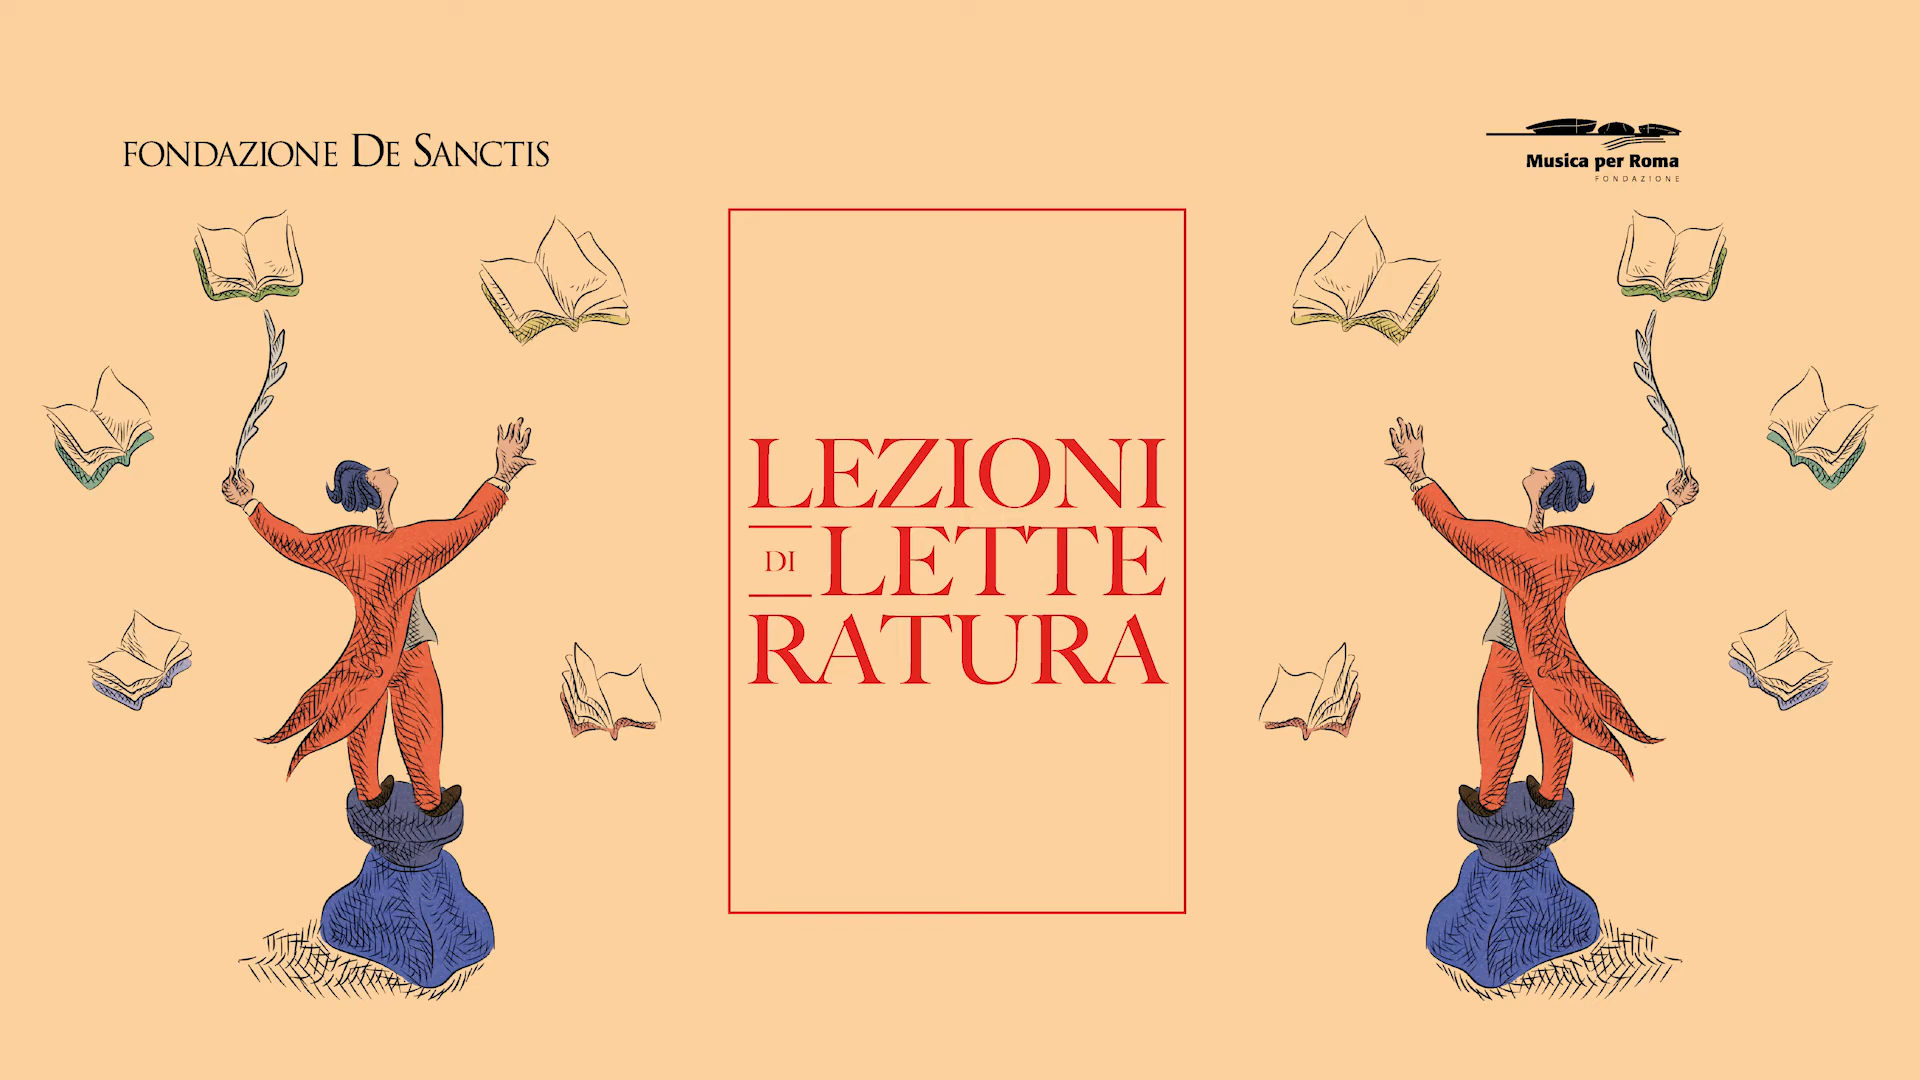 FONDAZIONE DE SANCTIS
Musica per Roma
FONDAZIONE
LEZIONI
DI LETTE
RATURA